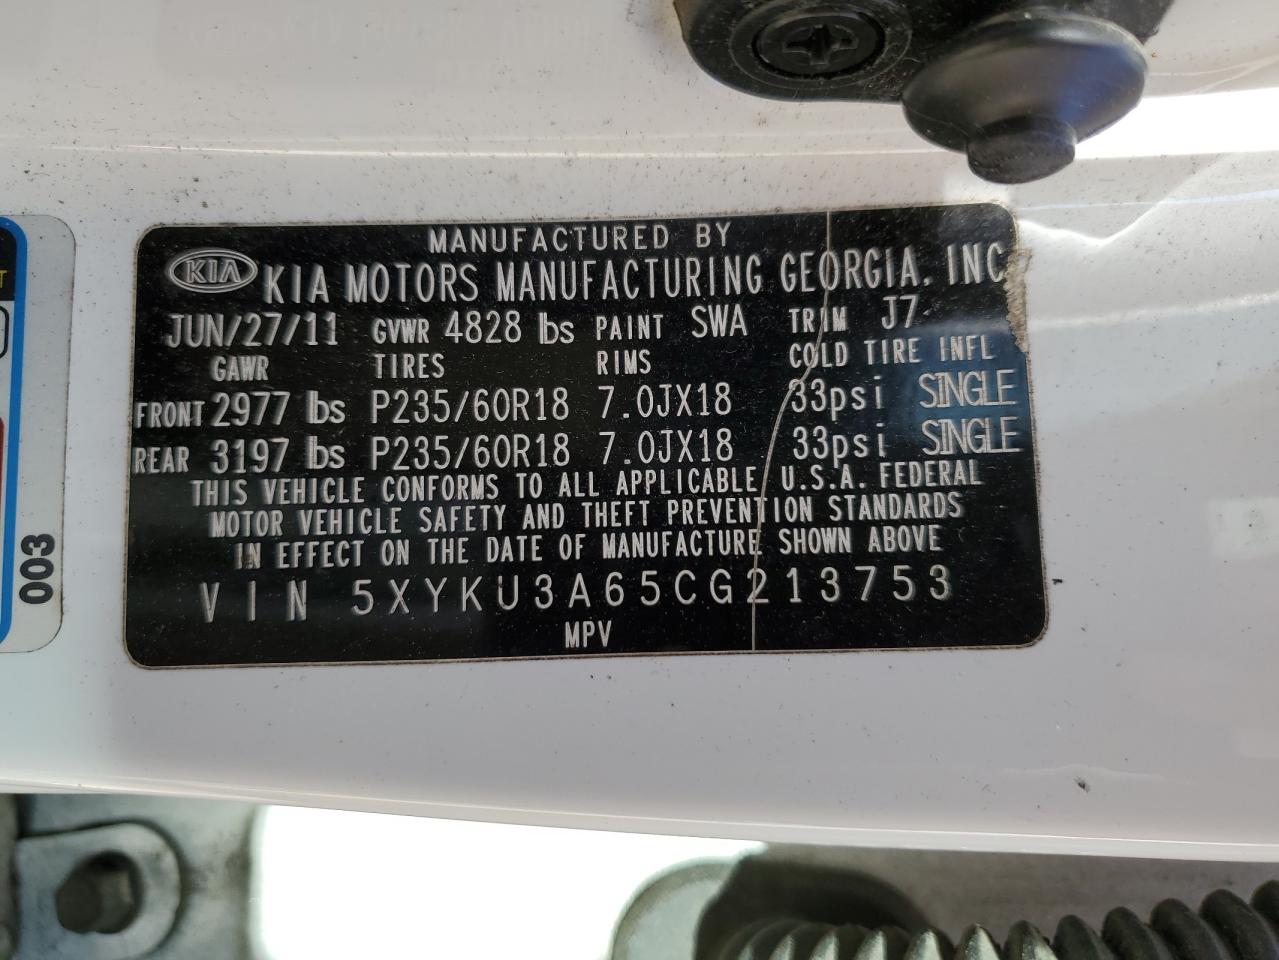 MANUFACTURED BY
KIA KIA MOTORS MANUFACTURING GEORGIA, INC
JUN/27/11 GVWR 4828 lbs PAINT SWA TRIM J7
GAWR TIRES RIMS COLD TIRE INFL
FRONT 2977 lbs P235/60R18 7.0JX18 33psi SINGLE
REAR 3197 lbs P235/60R18 7.0JX18 33psi SINGLE
THIS VEHICLE CONFORMS TO ALL APPLICABLE U.S.A. FEDERAL
MOTOR VEHICLE SAFETY AND THEFT PREVENTION STANDARDS
IN EFFECT ON THE DATE OF MANUFACTURE SHOWN ABOVE
VIN 5XYKU3A65CG213753
MPV
003